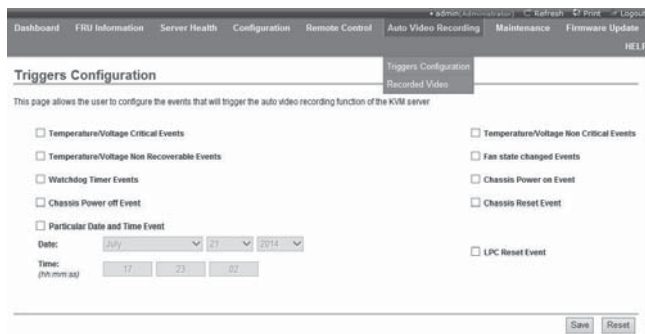 • admin(Administrator) Refresh Print Logout
Dashboard FRU Information Server Health Configuration Remote Control Auto Video Recording Maintenance Firmware Update
HELP
Triggers Configuration
Recorded Video
Triggers Configuration
This page allows the user to configure the events that will trigger the auto video recording function of the KVM server
Temperature/Voltage Critical Events Temperature/Voltage Non Critical Events
Temperature/Voltage Non Recoverable Events Fan state changed Events
Watchdog Timer Events Chassis Power on Event
Chassis Power off Event Chassis Reset Event
Particular Date and Time Event
Date: July 21 2014
LPC Reset Event
Time: 17 23 02
(hh:mm:ss)
Save Reset